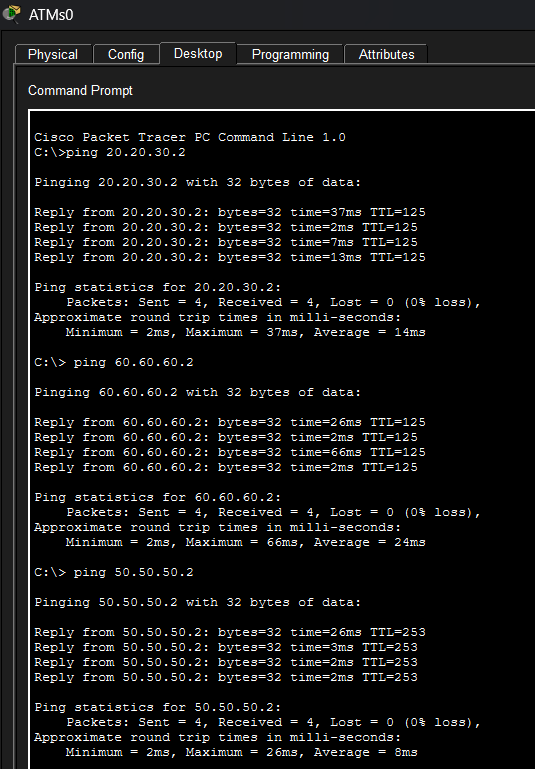 ATMs0
Physical Config Desktop Programming Attributes
Command Prompt
Cisco Packet Tracer PC Command Line 1.0
C:\>ping 20.20.30.2
Pinging 20.20.30.2 with 32 bytes of data:
Reply from 20.20.30.2: bytes=32 time=37ms TTL=125
Reply from 20.20.30.2: bytes=32 time=2ms TTL=125
Reply from 20.20.30.2: bytes=32 time=7ms TTL=125
Reply from 20.20.30.2: bytes=32 time=13ms TTL=125
Ping statistics for 20.20.30.2:
Packets: Sent = 4, Received = 4, Lost = 0 (0% loss),
Approximate round trip times in milli-seconds:
Minimum = 2ms, Maximum = 37ms, Average = 14ms
C:\> ping 60.60.60.2
Pinging 60.60.60.2 with 32 bytes of data:
Reply from 60.60.60.2: bytes=32 time=26ms TTL=125
Reply from 60.60.60.2: bytes=32 time=2ms TTL=125
Reply from 60.60.60.2: bytes=32 time=66ms TTL=125
Reply from 60.60.60.2: bytes=32 time=2ms TTL=125
Ping statistics for 60.60.60.2:
Packets: Sent = 4, Received = 4, Lost = 0 (0% loss),
Approximate round trip times in milli-seconds:
Minimum = 2ms, Maximum = 66ms, Average = 24ms
C:\> ping 50.50.50.2
Pinging 50.50.50.2 with 32 bytes of data:
Reply from 50.50.50.2: bytes=32 time=26ms TTL=253
Reply from 50.50.50.2: bytes=32 time=3ms TTL=253
Reply from 50.50.50.2: bytes=32 time=2ms TTL=253
Reply from 50.50.50.2: bytes=32 time=2ms TTL=253
Ping statistics for 50.50.50.2:
Packets: Sent = 4, Received = 4, Lost = 0 (0% loss),
Approximate round trip times in milli-seconds:
Minimum = 2ms, Maximum = 26ms, Average = 8ms